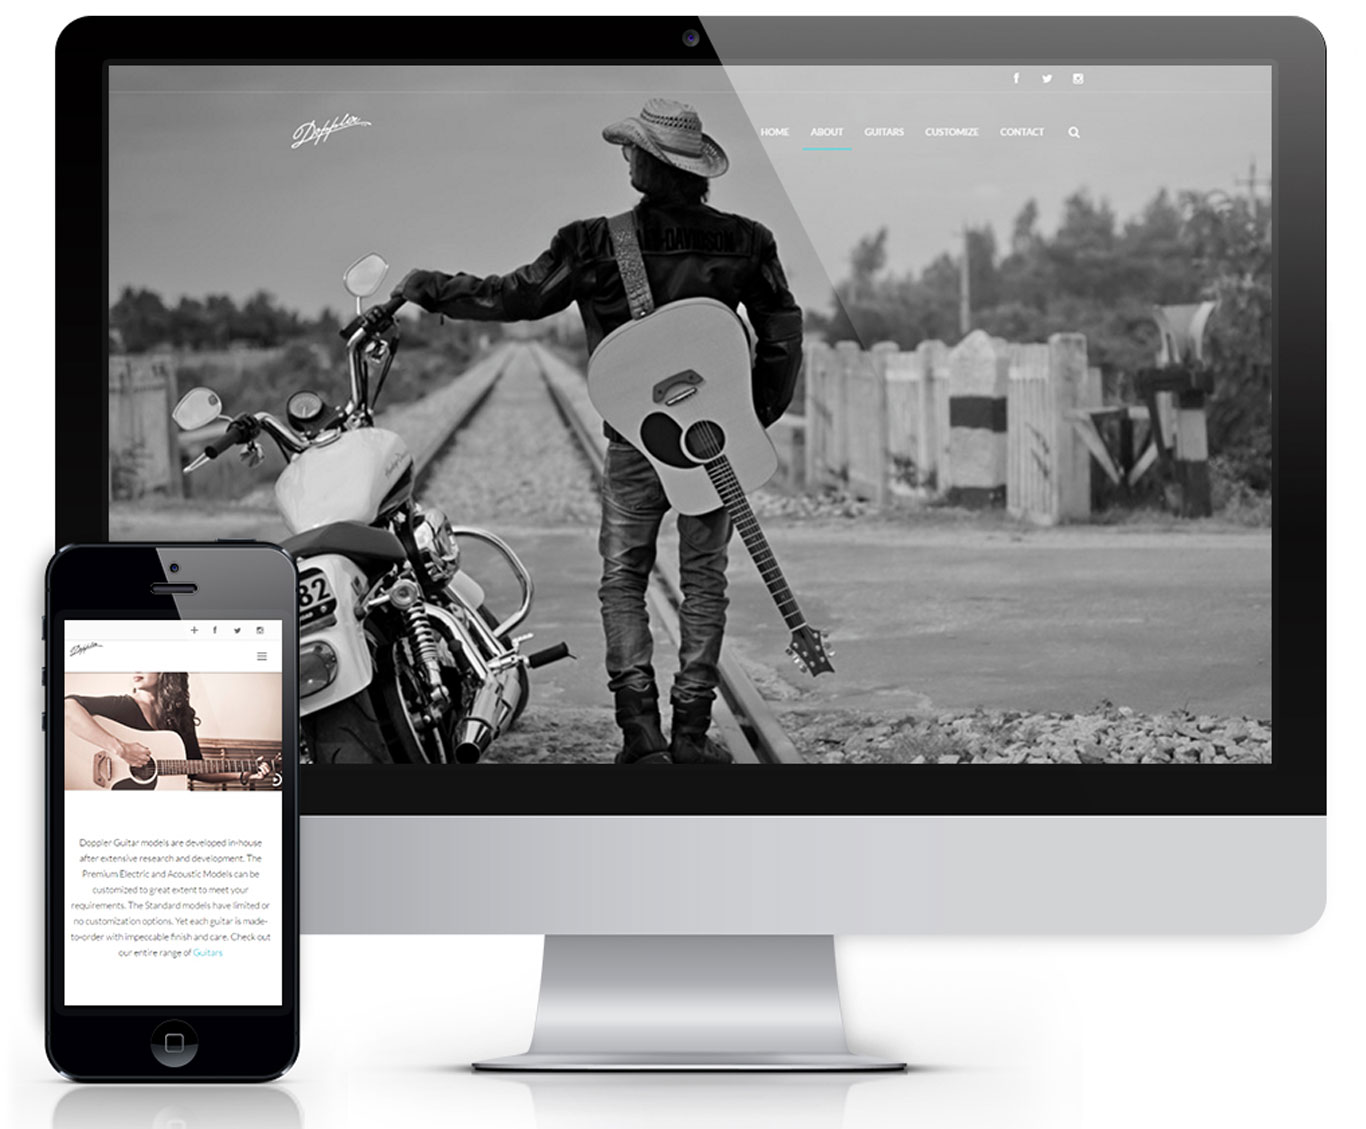 Doppler
HOME ABOUT GUITARS CUSTOMIZE CONTACT
HARLEY-DAVIDSON
82
Doppler
Doppler Guitar models are developed in-house
after extensive research and development. The
Premium Electric and Acoustic Models can be
customized to great extent to meet your
requirements. The Standard models have limited or
no customization options. Yet each guitar is made-
to-order with impeccable finish and care. Check out
our entire range of Guitars